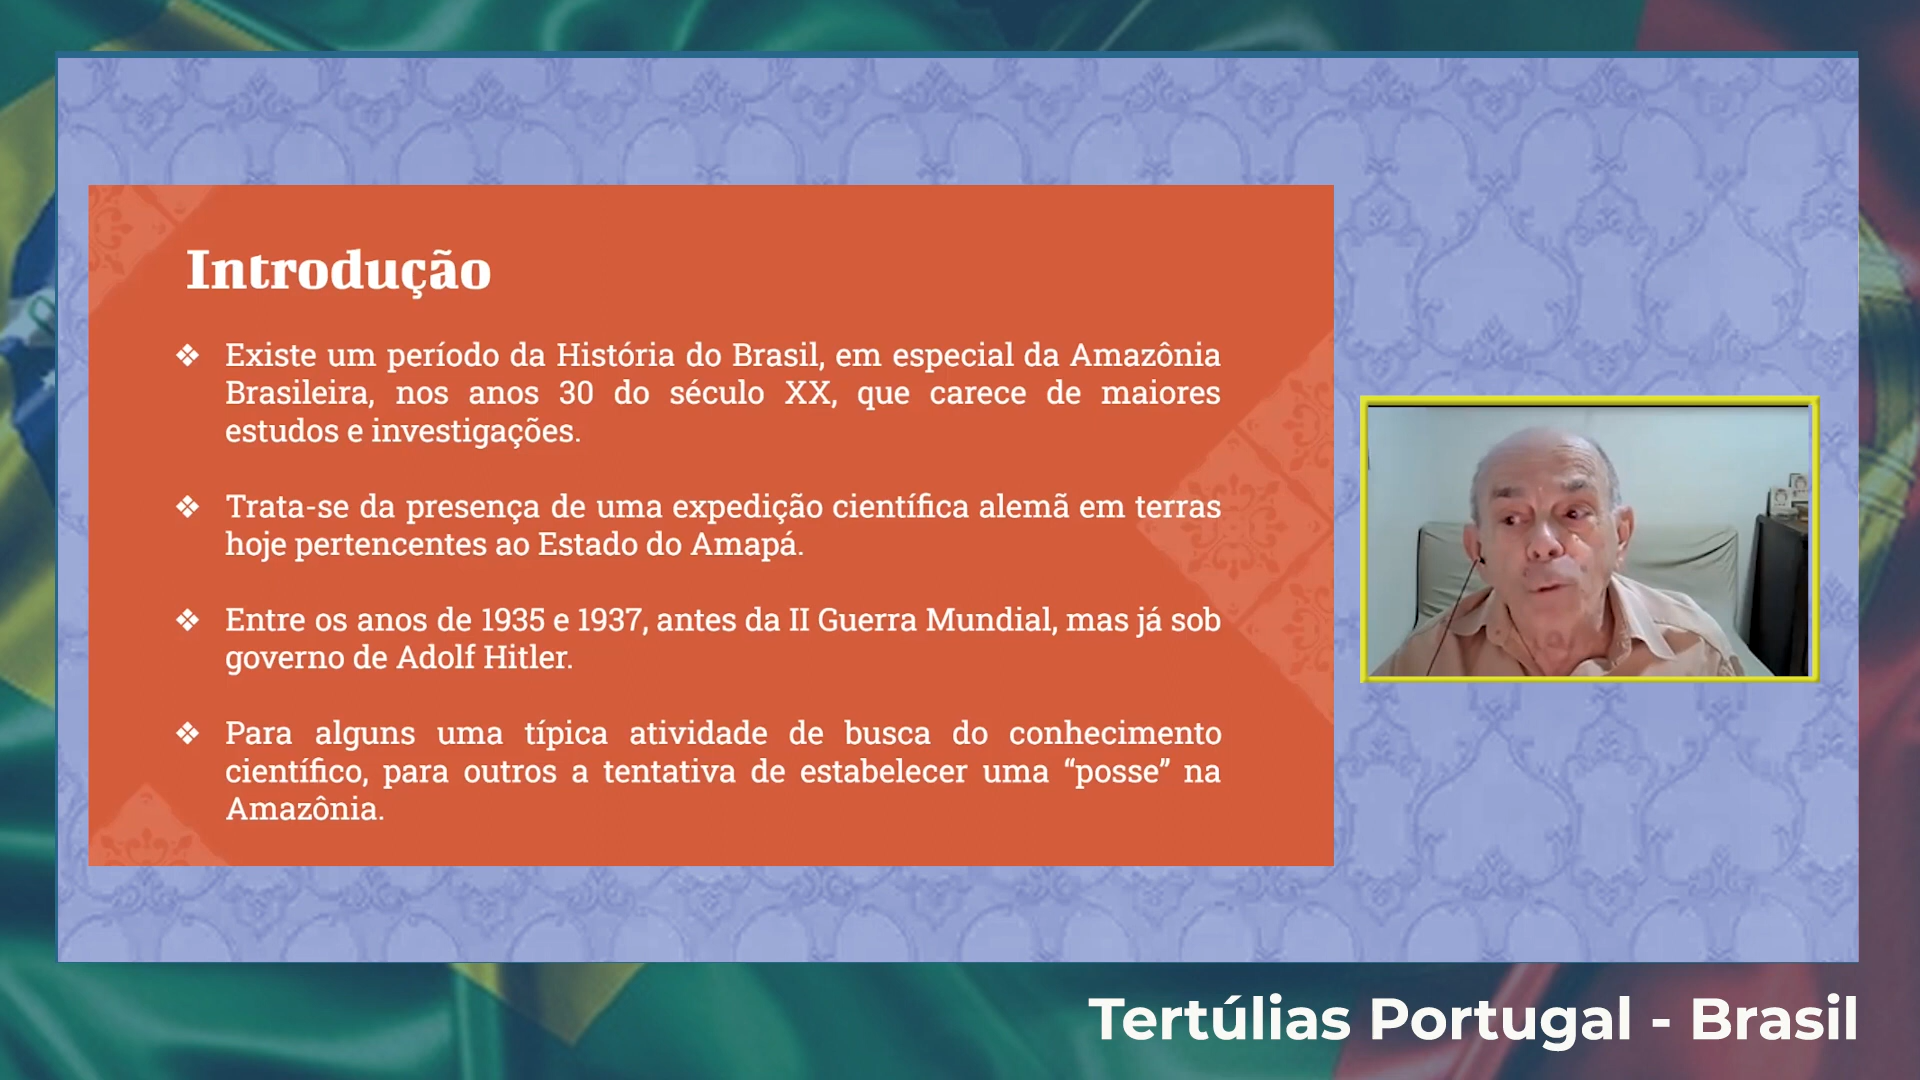 Introdução
❖ Existe um período da História do Brasil, em especial da Amazônia
Brasileira, nos anos 30 do século XX, que carece de maiores
estudos e investigações.
❖ Trata-se da presença de uma expedição científica alemã em terras
hoje pertencentes ao Estado do Amapá.
❖ Entre os anos de 1935 e 1937, antes da II Guerra Mundial, mas já sob
governo de Adolf Hitler.
❖ Para alguns uma típica atividade de busca do conhecimento
científico, para outros a tentativa de estabelecer uma “posse” na
Amazônia.
Tertúlias Portugal - Brasil